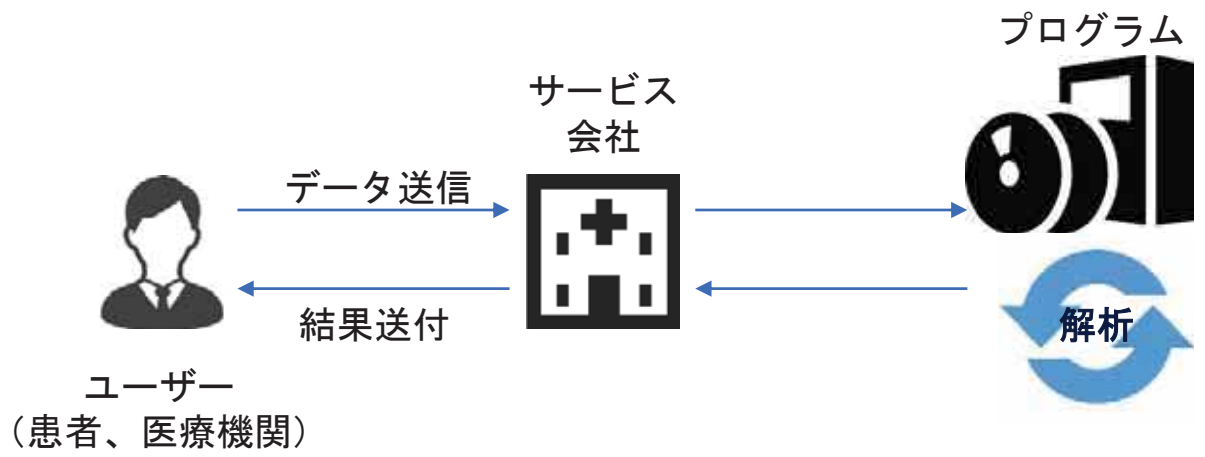 プログラム
サービス
会社
データ送信
結果送付
解析
ユーザー
（患者、医療機関）